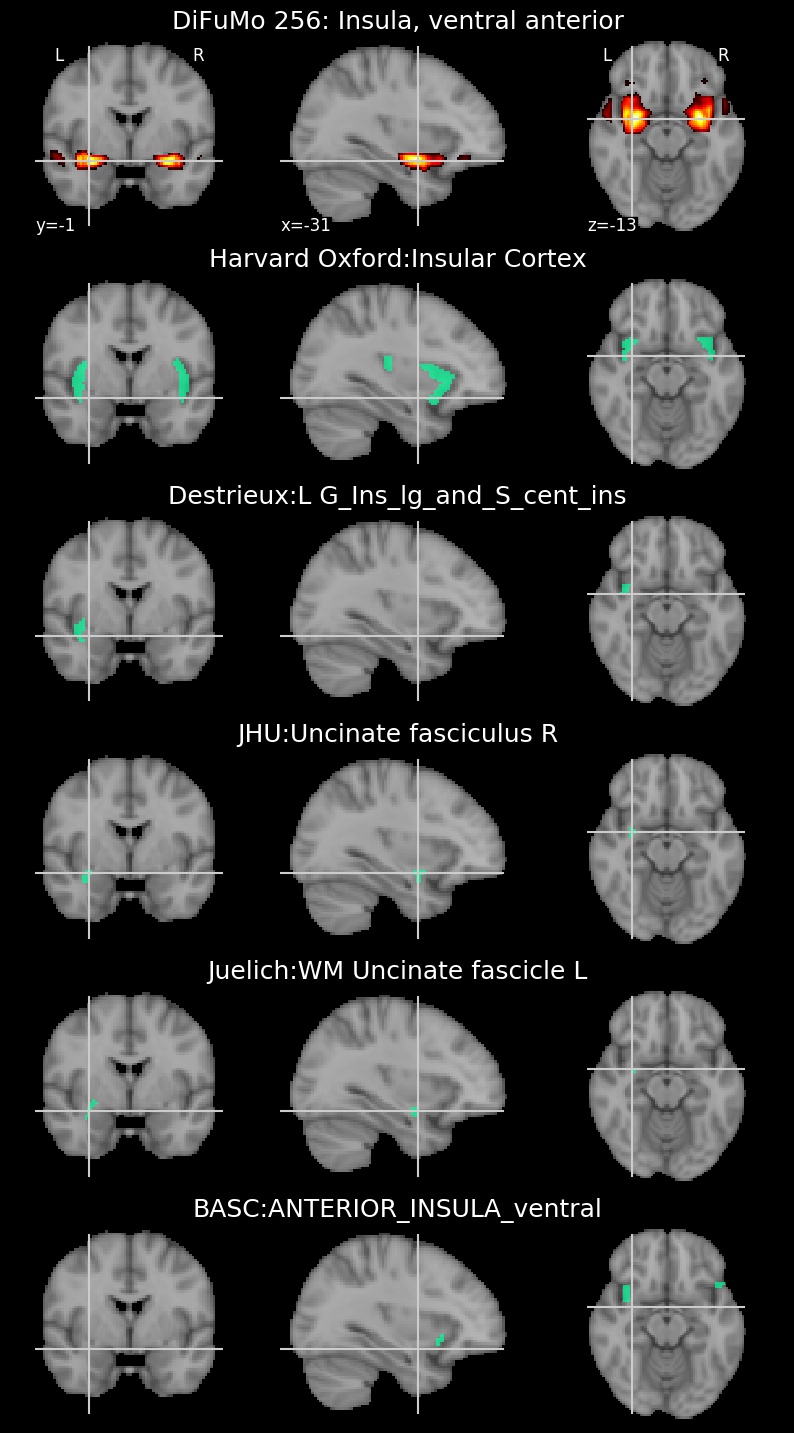 DiFuMo 256: Insula, ventral anterior
L R L R
y=-1 x=-31 z=-13
Harvard Oxford:Insular Cortex
Destrieux:L G_Ins_lg_and_S_cent_ins
JHU:Uncinate fasciculus R
Juelich:WM Uncinate fascicle L
BASC:ANTERIOR_INSULA_ventral